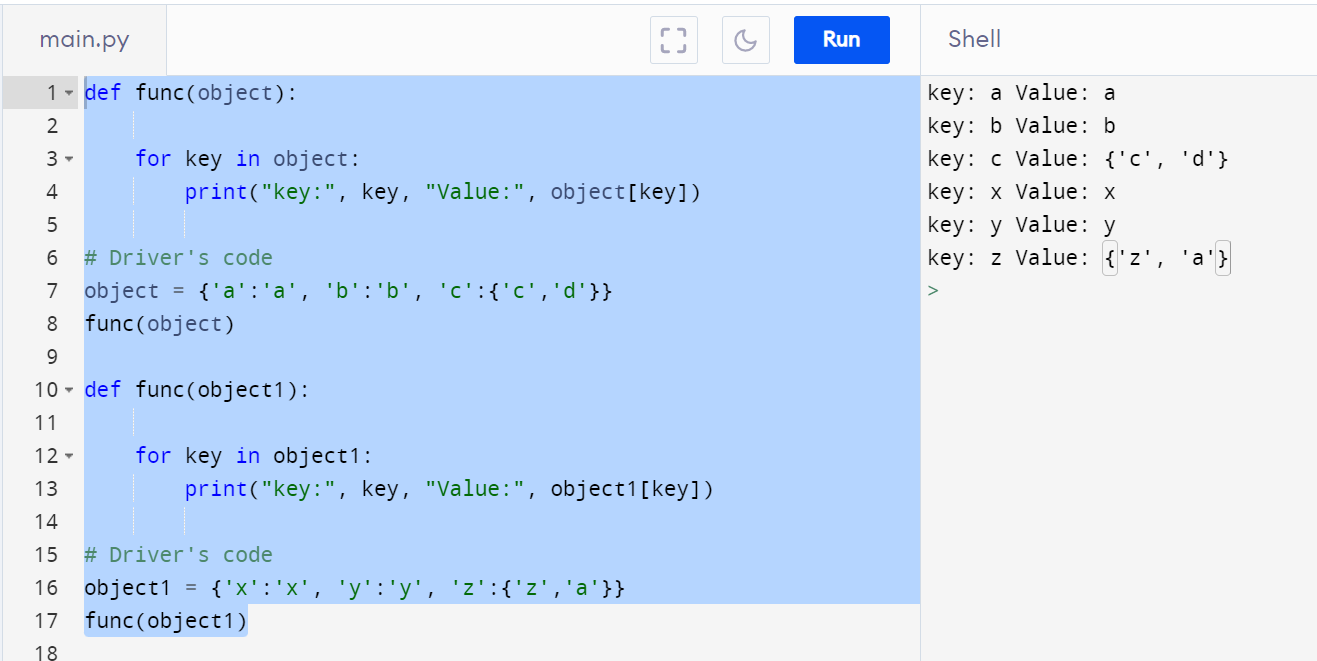 main.py
Run
Shell
1 def func(object):
2
3     for key in object:
4         print("key:", key, "Value:", object[key])
5
6 # Driver's code
7 object = {'a':'a', 'b':'b', 'c':{'c','d'}}
8 func(object)
9
10 def func(object1):
11
12     for key in object1:
13         print("key:", key, "Value:", object1[key])
14
15 # Driver's code
16 object1 = {'x':'x', 'y':'y', 'z':{'z','a'}}
17 func(object1)
18
key: a Value: a
key: b Value: b
key: c Value: {'c', 'd'}
key: x Value: x
key: y Value: y
key: z Value: {'z', 'a'}
>